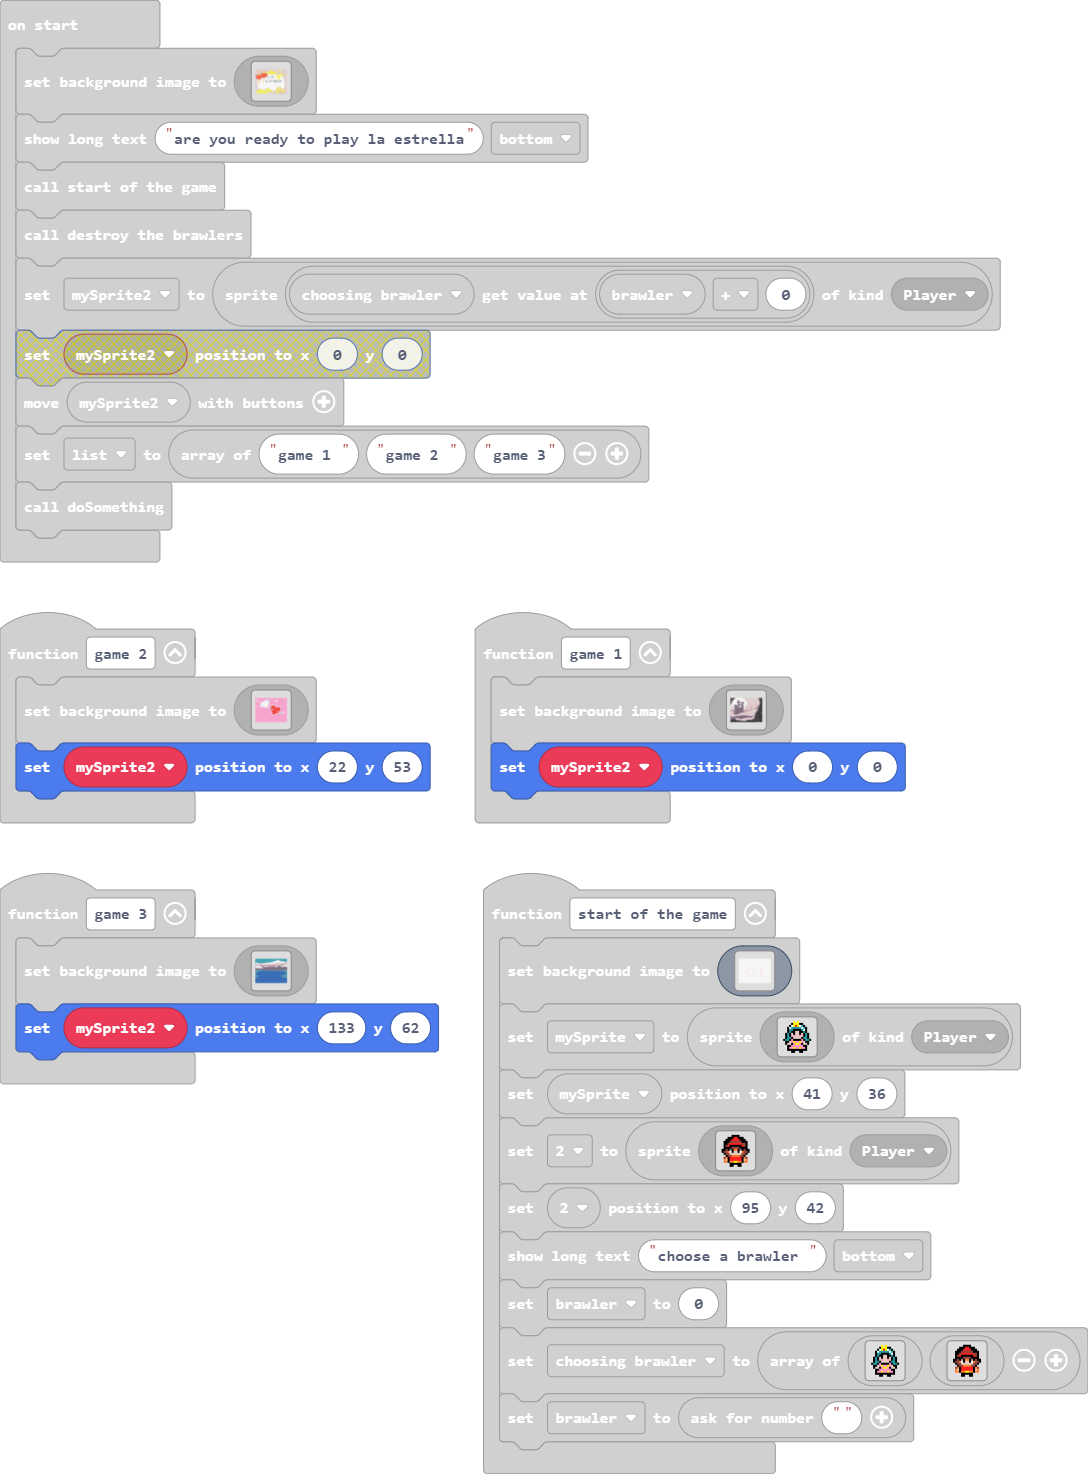 on start
set background image to
show long text "are you ready to play la estrella" bottom
call start of the game
call destroy the brawlers
set mySprite2 to sprite choosing brawler get value at brawler + 0 of kind Player
set mySprite2 position to x 0 y 0
move mySprite2 with buttons
set list to array of "game 1 " "game 2 " "game 3"
call doSomething
function game 2
set background image to
set mySprite2 position to x 22 y 53
function game 1
set background image to
set mySprite2 position to x 0 y 0
function game 3
set background image to
set mySprite2 position to x 133 y 62
function start of the game
set background image to
set mySprite to sprite of kind Player
set mySprite position to x 41 y 36
set 2 to sprite of kind Player
set 2 position to x 95 y 42
show long text "choose a brawler " bottom
set brawler to 0
set choosing brawler to array of
set brawler to ask for number " "